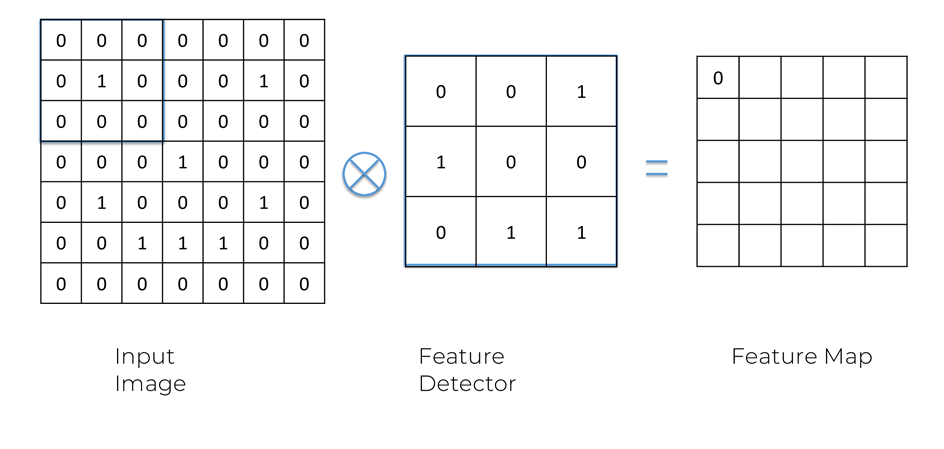 0 0 0 0 0 0 0
0 1 0 0 0 1 0
0 0 0 0 0 0 0
0 0 0 1 0 0 0
0 1 0 0 0 1 0
0 0 1 1 1 0 0
0 0 0 0 0 0 0
0 0 1
1 0 0
0 1 1
=
0
Input
Image
Feature
Detector
Feature Map